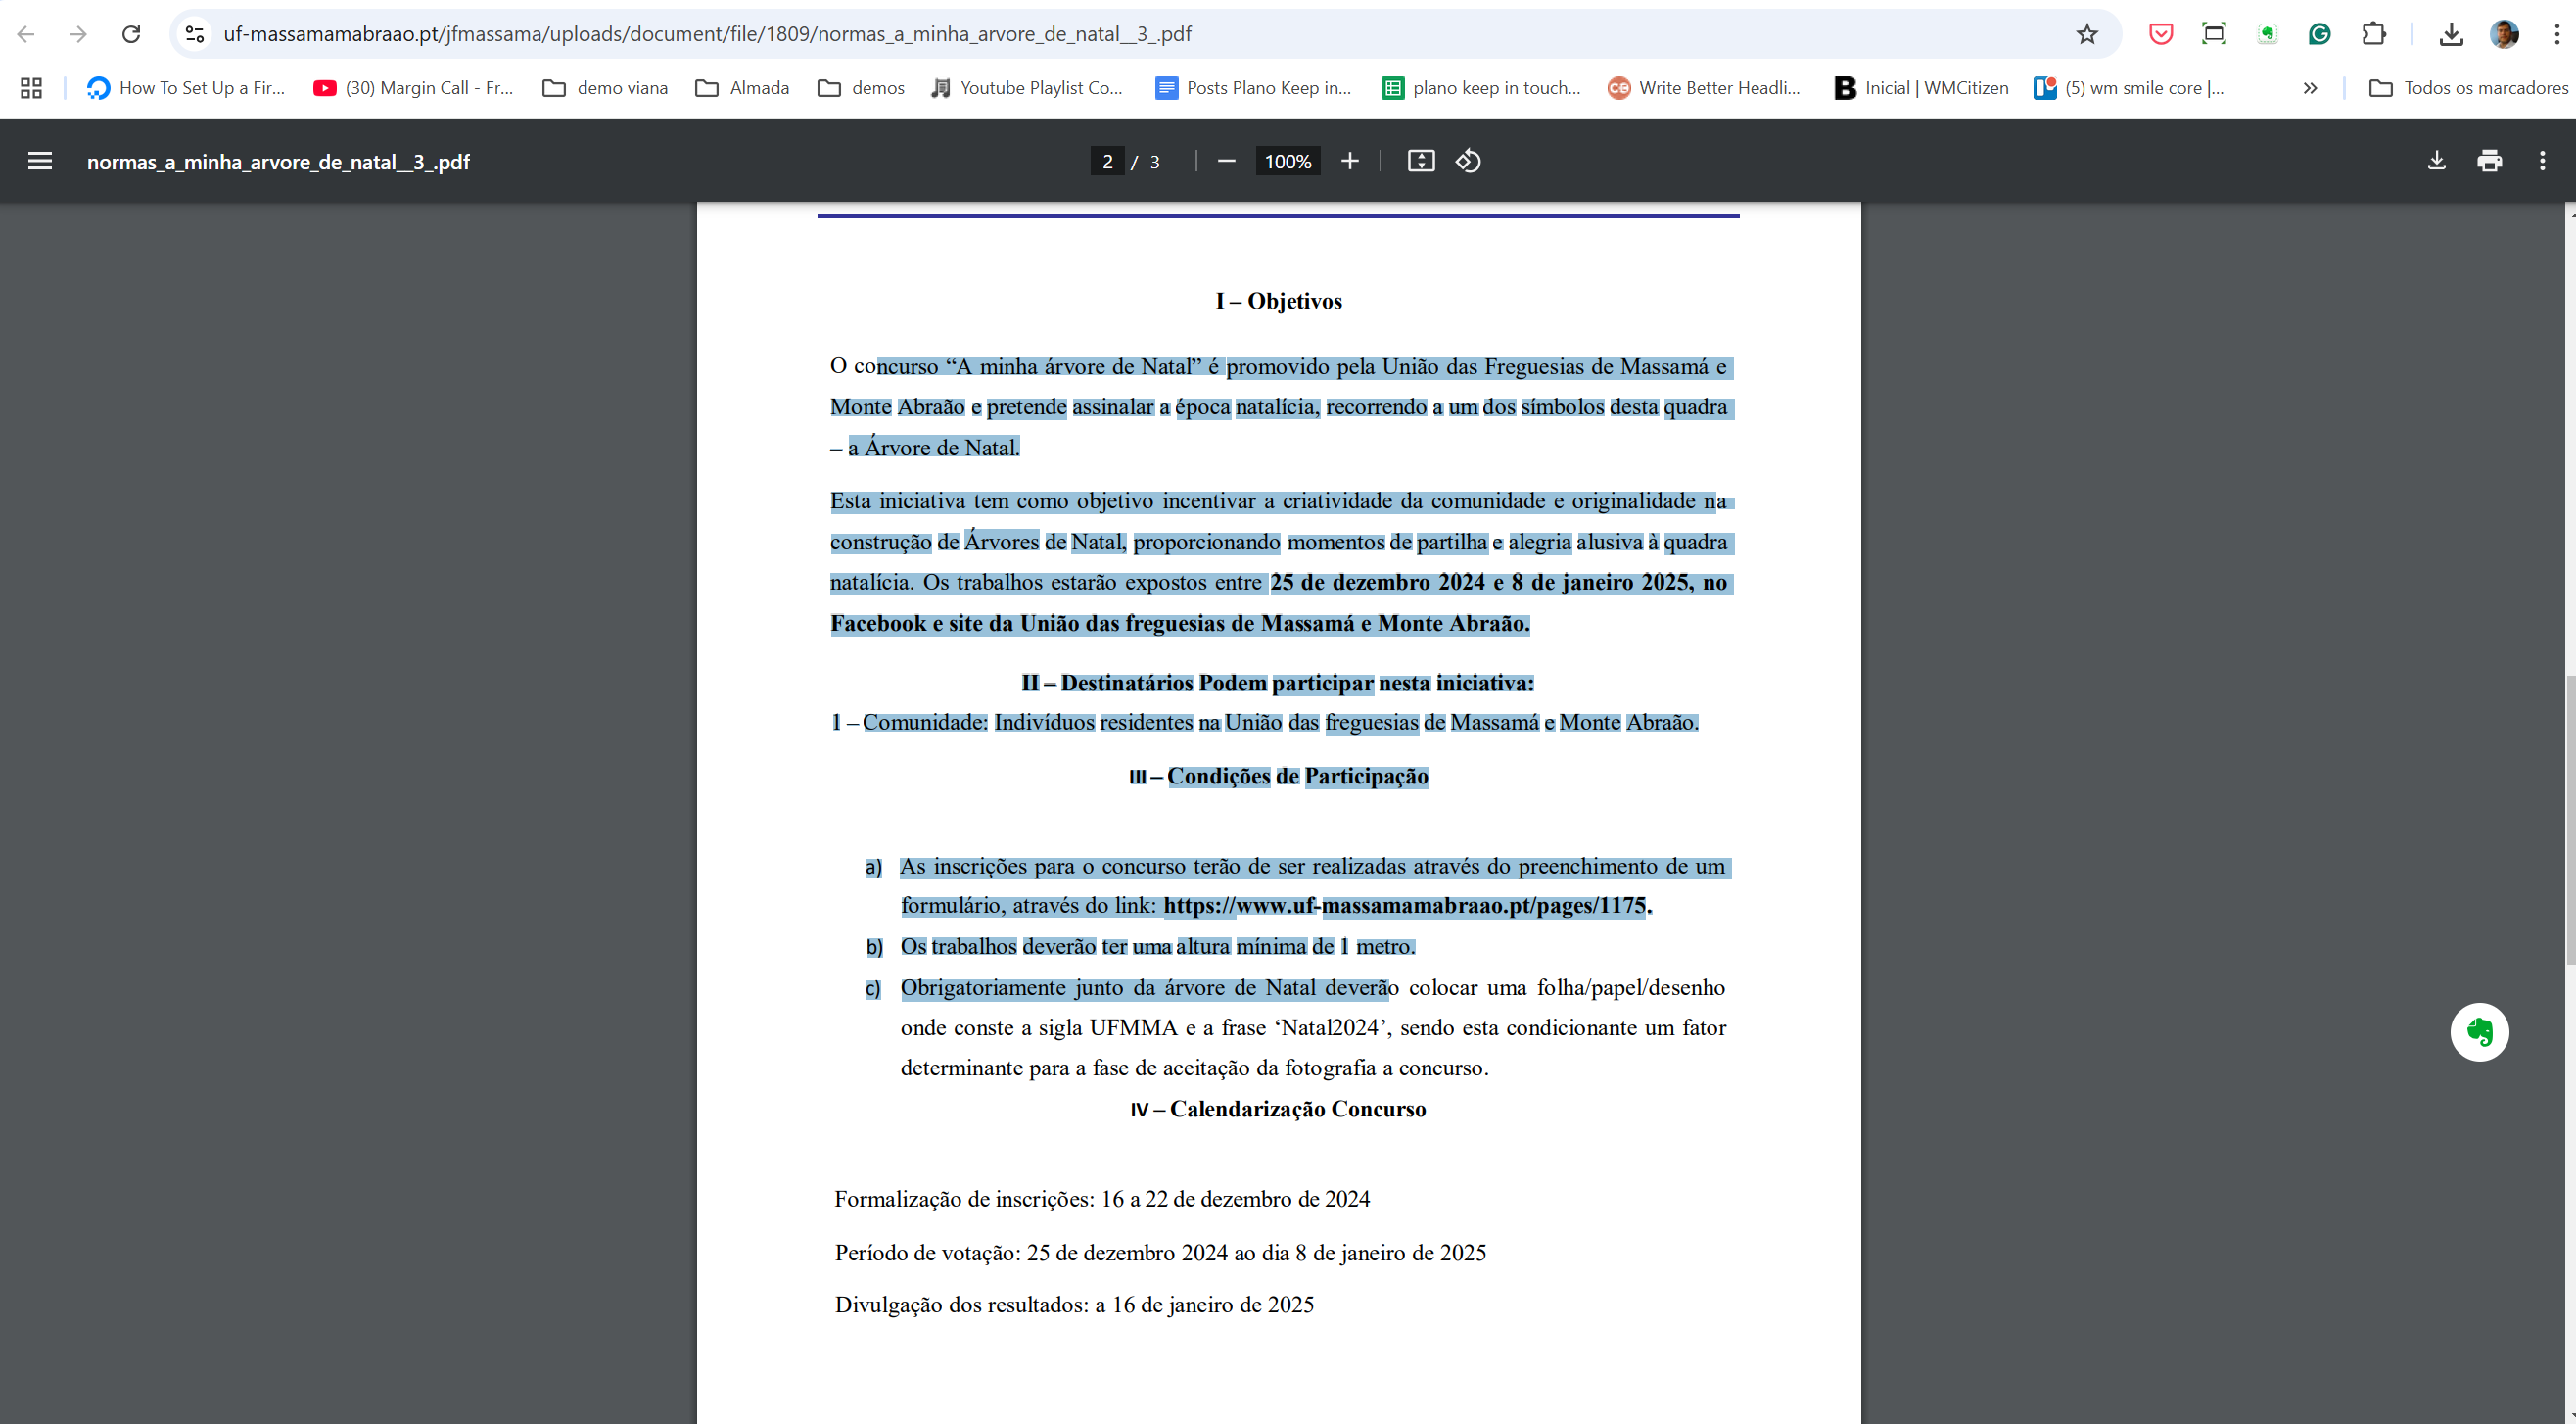 uf-massamamabraao.pt/jfmassama/uploads/document/file/1809/normas_a_minha_arvore_de_natal__3_.pdf
How To Set Up a Fir...
(30) Margin Call - Fr...
demo viana
Almada
demos
Youtube Playlist Co...
Posts Plano Keep in...
plano keep in touch...
Write Better Headli...
Inicial | WMCitizen
(5) wm smile core |...
Todos os marcadores
normas_a_minha_arvore_de_natal__3_.pdf
2 / 3
100%
I – Objetivos
O concurso “A minha árvore de Natal” é promovido pela União das Freguesias de Massamá e
Monte Abraão e pretende assinalar a época natalícia, recorrendo a um dos símbolos desta quadra
– a Árvore de Natal.
Esta iniciativa tem como objetivo incentivar a criatividade da comunidade e originalidade na
construção de Árvores de Natal, proporcionando momentos de partilha e alegria alusiva à quadra
natalícia. Os trabalhos estarão expostos entre 25 de dezembro 2024 e 8 de janeiro 2025, no
Facebook e site da União das freguesias de Massamá e Monte Abraão.
II – Destinatários Podem participar nesta iniciativa:
1 – Comunidade: Indivíduos residentes na União das freguesias de Massamá e Monte Abraão.
III – Condições de Participação
a) As inscrições para o concurso terão de ser realizadas através do preenchimento de um
formulário, através do link: https://www.uf-massamamabraao.pt/pages/1175.
b) Os trabalhos deverão ter uma altura mínima de 1 metro.
c) Obrigatoriamente junto da árvore de Natal deverão colocar uma folha/papel/desenho
onde conste a sigla UFMMA e a frase ‘Natal2024’, sendo esta condicionante um fator
determinante para a fase de aceitação da fotografia a concurso.
IV – Calendarização Concurso
Formalização de inscrições: 16 a 22 de dezembro de 2024
Período de votação: 25 de dezembro 2024 ao dia 8 de janeiro de 2025
Divulgação dos resultados: a 16 de janeiro de 2025